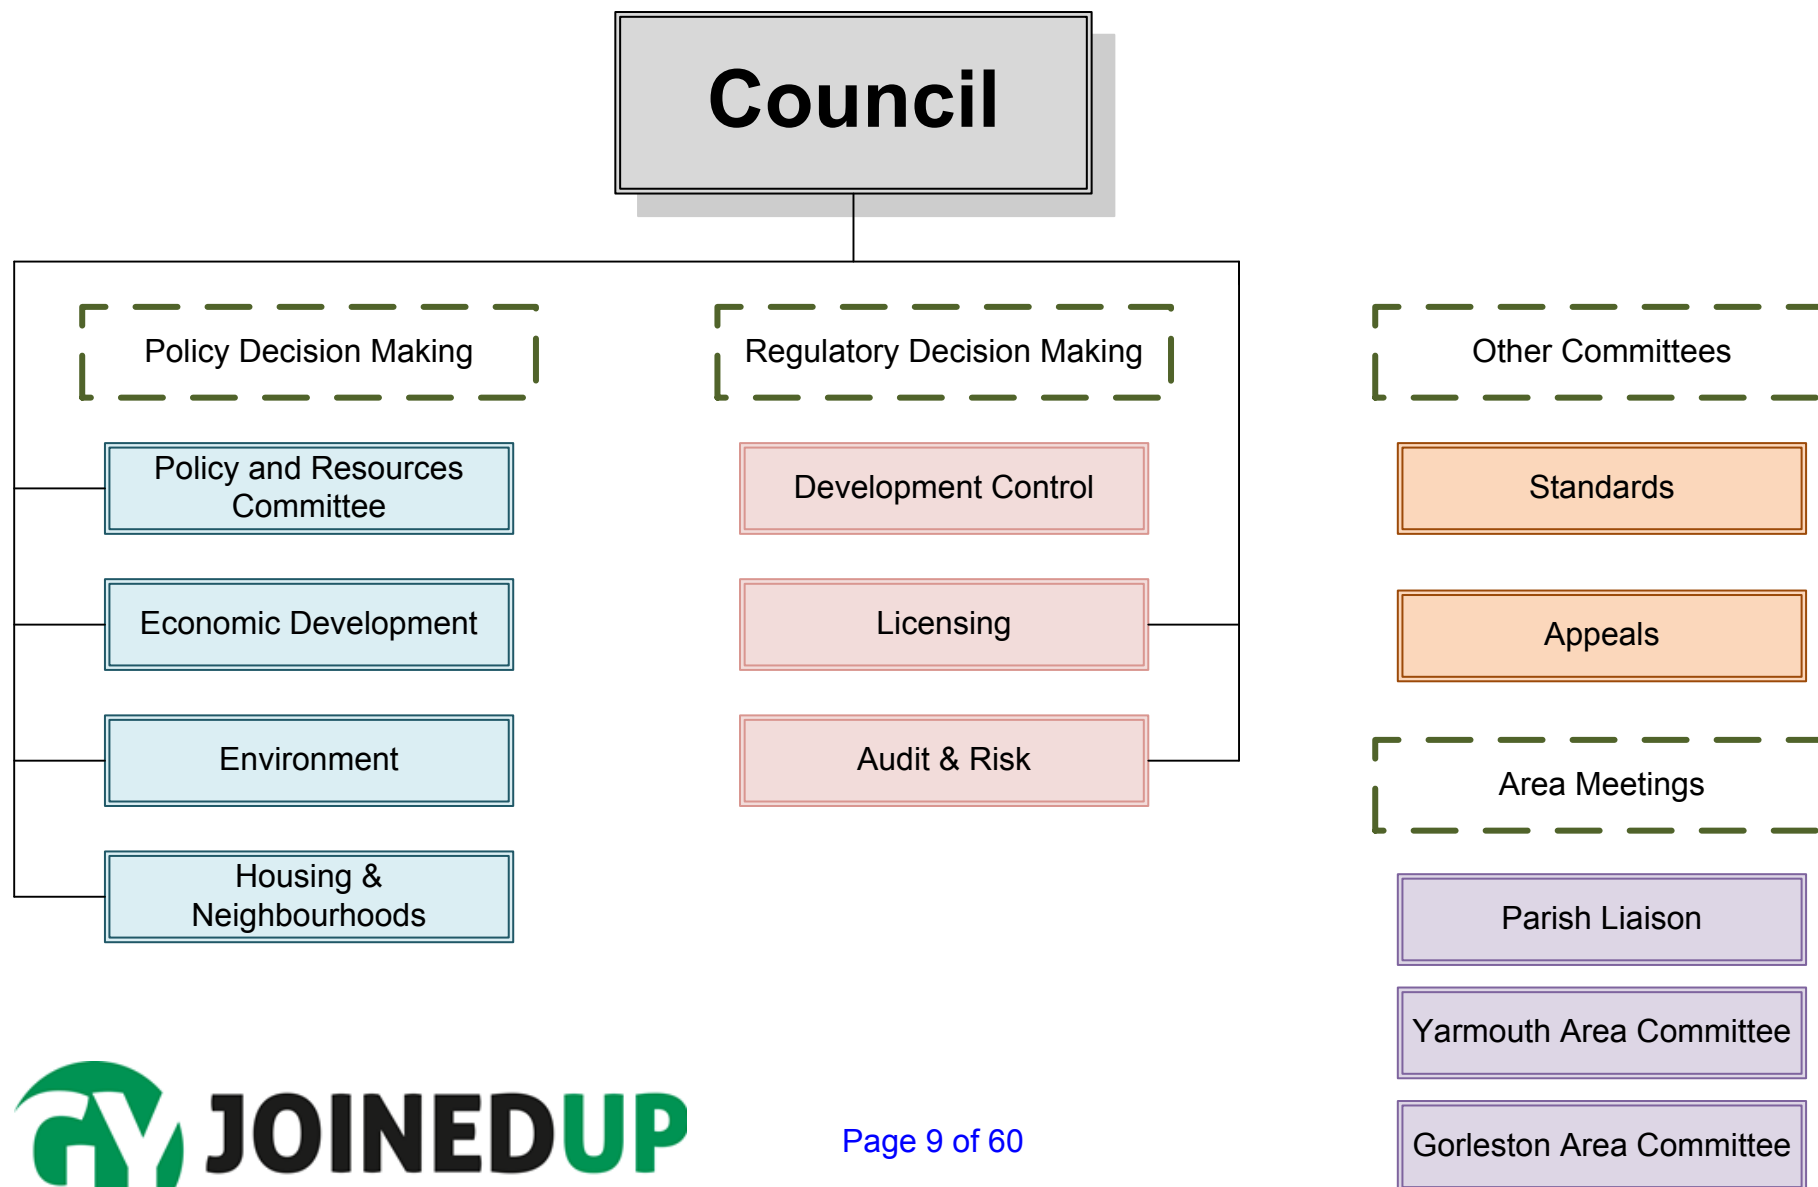 Council
Policy Decision Making
Policy and Resources
Committee
Economic Development
Environment
Housing &
Neighbourhoods
Regulatory Decision Making
Development Control
Licensing
Audit & Risk
Other Committees
Standards
Appeals
Area Meetings
Parish Liaison
Yarmouth Area Committee
Gorleston Area Committee
GY JOINEDUP
Page 9 of 60